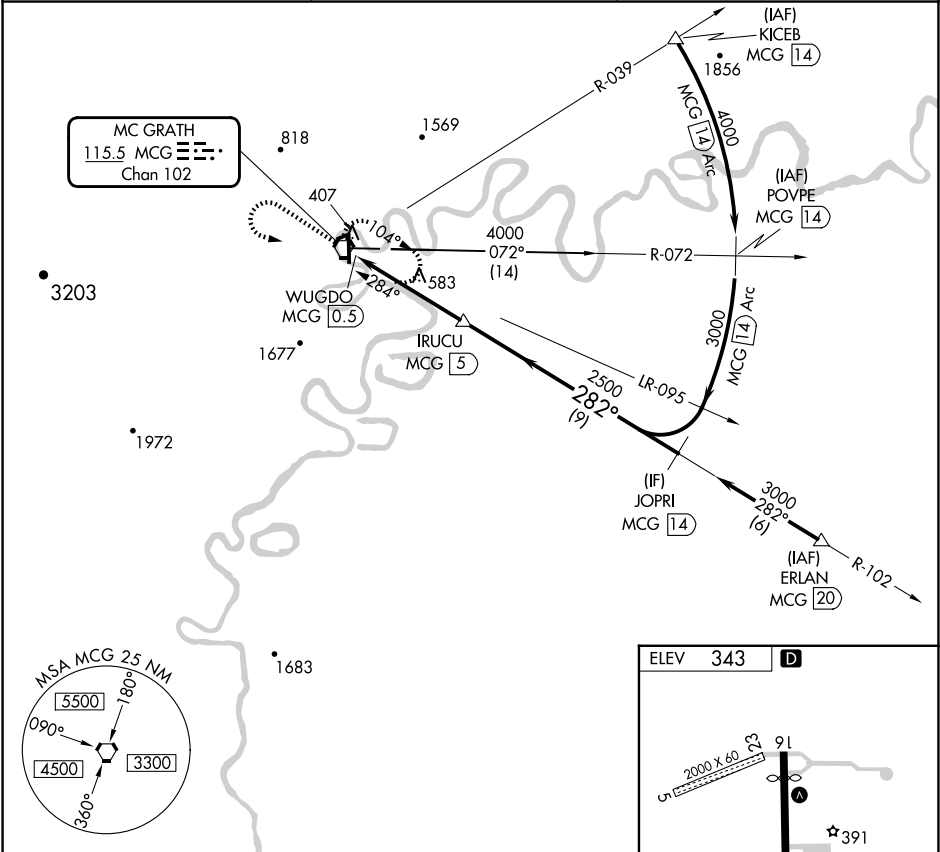 (IAF)
KICEB
MCG 14
1856
R-039
MCG 14 Arc
4000
MC GRATH
115.5 MCG
Chan 102
818
1569
407
104°
4000
072°
(14)
R-072
(IAF)
POVPE
MCG 14
583
284°
3203
WUGDO
MCG 0.5
IRUCU
MCG 5
1677
3000
MCG 14 Arc
LR-095
2500
282°
(9)
1972
(IF)
JOPRI
MCG 14
3000
282°
(6)
(IAF)
ERLAN
MCG 20
R-102
1683
MSA MCG 25 NM
5500
180°
090°
4500
3300
360°
ELEV 343 D
2000 X 60
5
23
16
V
391